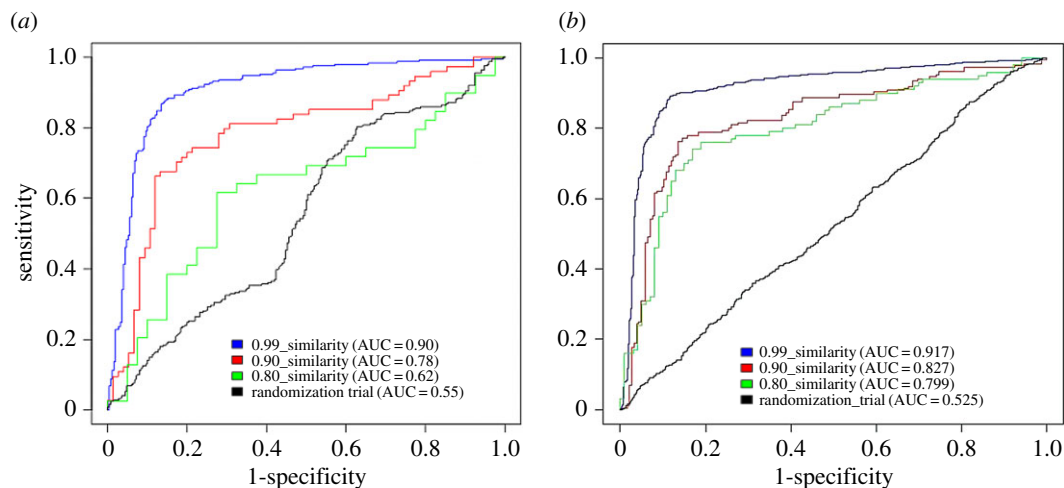 (a)
sensitivity
1.0
0.8
0.6
0.4
0.2
0
0.99_similarity (AUC = 0.90)
0.90_similarity (AUC = 0.78)
0.80_similarity (AUC = 0.62)
randomization trial (AUC = 0.55)
0 0.2 0.4 0.6 0.8 1.0
1-specificity
(b)
1.0
0.8
0.6
0.4
0.2
0
0.99_similarity (AUC = 0.917)
0.90_similarity (AUC = 0.827)
0.80_similarity (AUC = 0.799)
randomization_trial (AUC = 0.525)
0 0.2 0.4 0.6 0.8 1.0
1-specificity